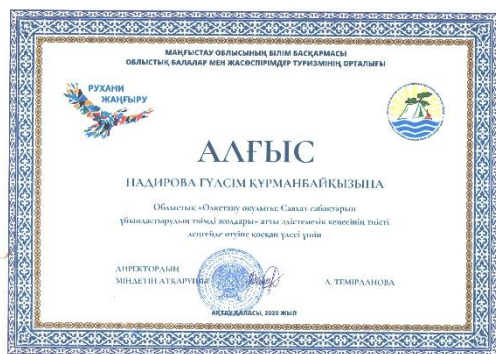 МАҢҒЫСТАУ ОБЛЫСЫНЫҢ БІЛІМ БАСҚАРМАСЫ
ОБЛЫСТЫҚ БАЛАЛАР МЕН ЖАСӨСПІРІМДЕР ТУРИЗМІНІҢ ОРТАЛЫҒЫ
РУХАНИ
ЖАҢҒЫРУ
АЛҒЫС
НАДИРОВА ГҮЛСІМ ҚҰРМАНБАЙҚЫЗЫНА
Облыстық «Өлкетану оқулығы: Саяхат сабақтарын
ұйымдастырудың тиімді жолдары» атты әдістемелік кеңесінің тиісті
деңгейде өтуіне қосқан үлесі үшін
ДИРЕКТОРДЫҢ
МІНДЕТІН АТҚАРУШЫ
А. ТЕМІРХАНОВА
АҚТАУ ҚАЛАСЫ, 2020 ЖЫЛ